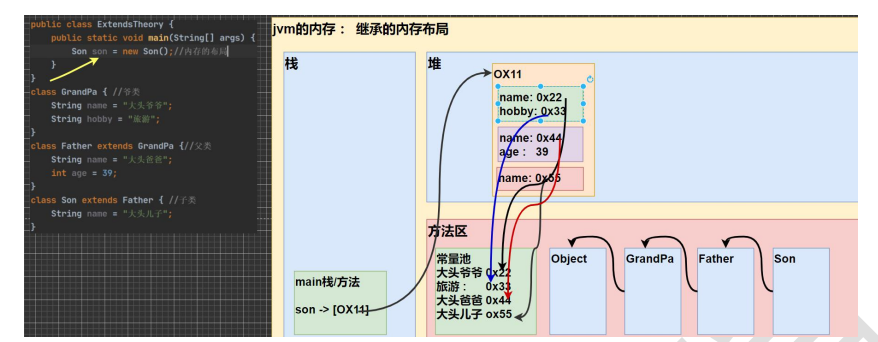 public class ExtendsTheory {
public static void main(String[] args) {
Son son = new Son();//内存的布局
}
}
class GrandPa { //爷类
String name = "大头爷爷";
String hobby = "旅游";
}
class Father extends GrandPa {//父类
String name = "大头爸爸";
int age = 39;
}
class Son extends Father { //子类
String name = "大头儿子";
}
jvm的内存： 继承的内存布局
栈
main栈/方法
son -> [OX11]
堆
OX11
name: 0x22
hobby: 0x33
name: 0x44
age： 39
name: 0x55
方法区
常量池
大头爷爷 0x22
旅游： 0x33
大头爸爸 0x44
大头儿子 ox55
Object
GrandPa
Father
Son